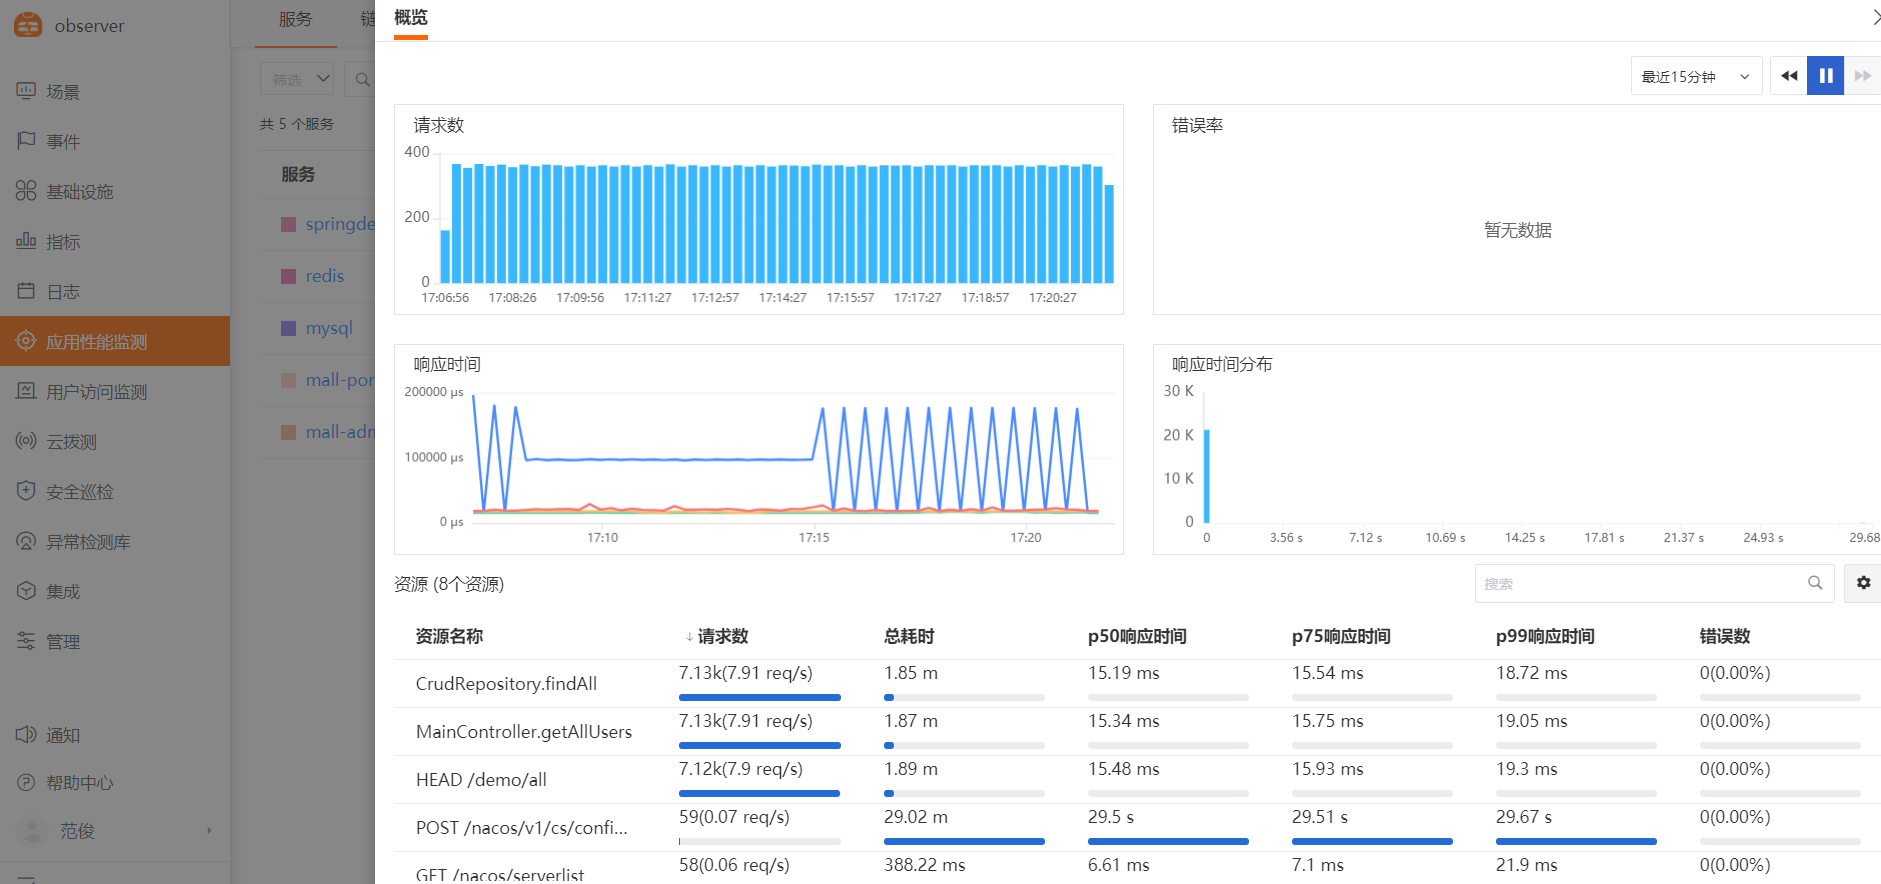 observer
场景
事件
基础设施
指标
日志
应用性能监测
用户访问监测
云拨测
安全巡检
异常检测库
集成
管理
通知
帮助中心
范俊
服务
链
筛选
共 5 个服务
服务
springde
redis
mysql
mall-por
mall-adn
概览
最近15分钟
请求数
400
200
0
17:06:56 17:08:26 17:09:56 17:11:27 17:12:57 17:14:27 17:15:57 17:17:27 17:18:57 17:20:27
错误率
暂无数据
响应时间
200000 µs
100000 µs
0 µs
17:10 17:15 17:20
响应时间分布
30 K
20 K
10 K
0
0 3.56 s 7.12 s 10.69 s 14.25 s 17.81 s 21.37 s 24.93 s 29.68
资源 (8个资源)
搜索
资源名称 ↓ 请求数 总耗时 p50响应时间 p75响应时间 p99响应时间 错误数
CrudRepository.findAll 7.13k(7.91 req/s) 1.85 m 15.19 ms 15.54 ms 18.72 ms 0(0.00%)
MainController.getAllUsers 7.13k(7.91 req/s) 1.87 m 15.34 ms 15.75 ms 19.05 ms 0(0.00%)
HEAD /demo/all 7.12k(7.9 req/s) 1.89 m 15.48 ms 15.93 ms 19.3 ms 0(0.00%)
POST /nacos/v1/cs/confi... 59(0.07 req/s) 29.02 m 29.5 s 29.51 s 29.67 s 0(0.00%)
GET /nacos/serverlist 58(0.06 req/s) 388.22 ms 6.61 ms 7.1 ms 21.9 ms 0(0.00%)